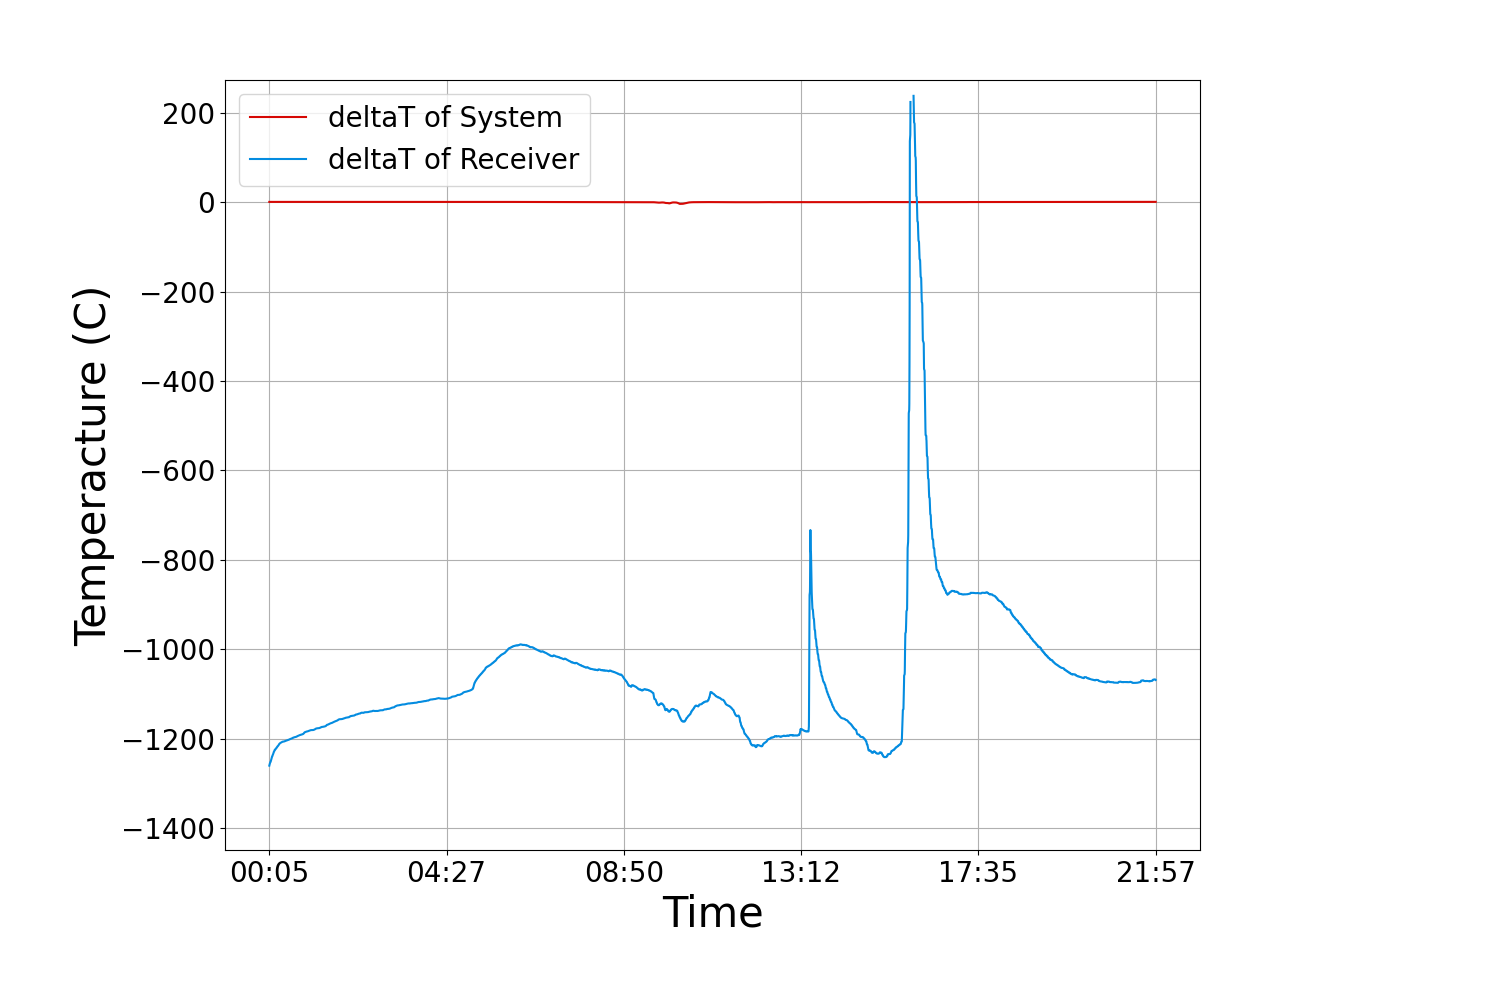 deltaT of System
deltaT of Receiver
200
0
−200
−400
−600
−800
−1000
−1200
−1400
Temperacture (C)
00:05 04:27 08:50 13:12 17:35 21:57
Time